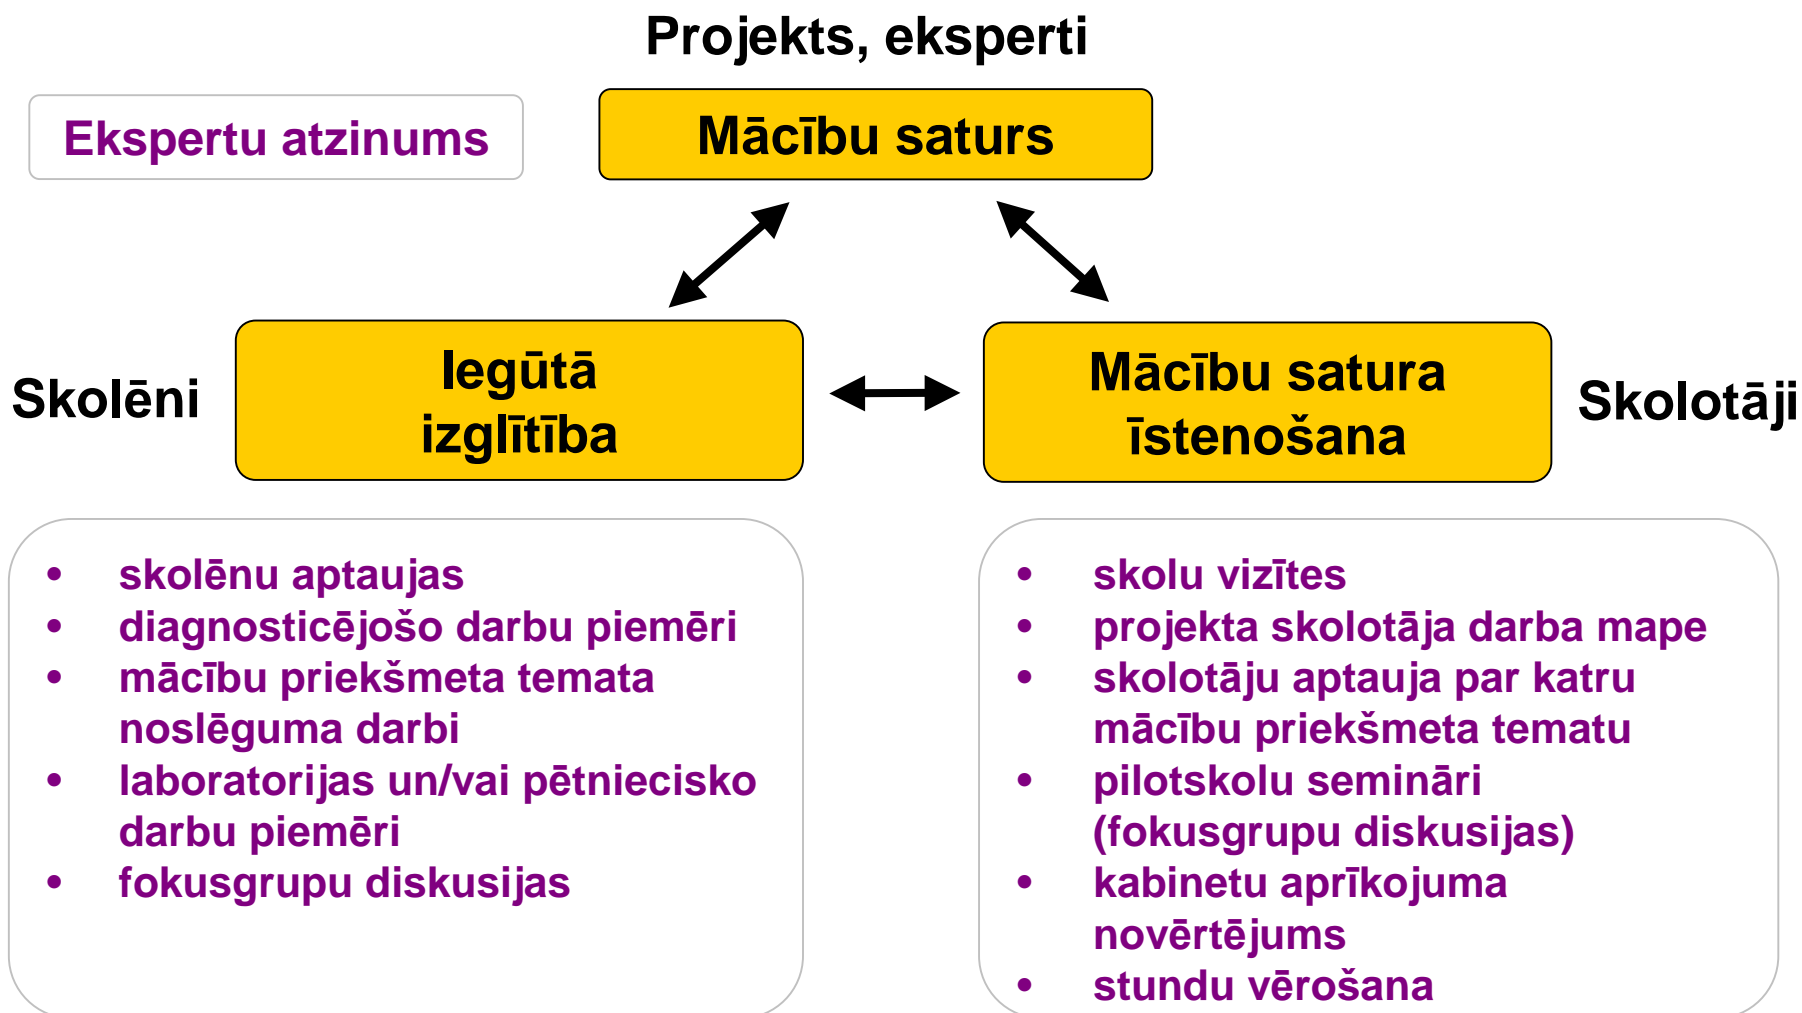 Projekts, eksperti
Ekspertu atzinums
Mācību saturs
Skolēni
Iegūtā
izglītība
Mācību satura
īstenošana
Skolotāji
• skolēnu aptaujas
• diagnosticējošo darbu piemēri
• mācību priekšmeta temata
noslēguma darbi
• laboratorijas un/vai pētniecisko
darbu piemēri
• fokusgrupu diskusijas
• skolu vizītes
• projekta skolotāja darba mape
• skolotāju aptauja par katru
mācību priekšmeta tematu
• pilotskolu semināri
(fokusgrupu diskusijas)
• kabinetu aprīkojuma
novērtējums
• stundu vērošana